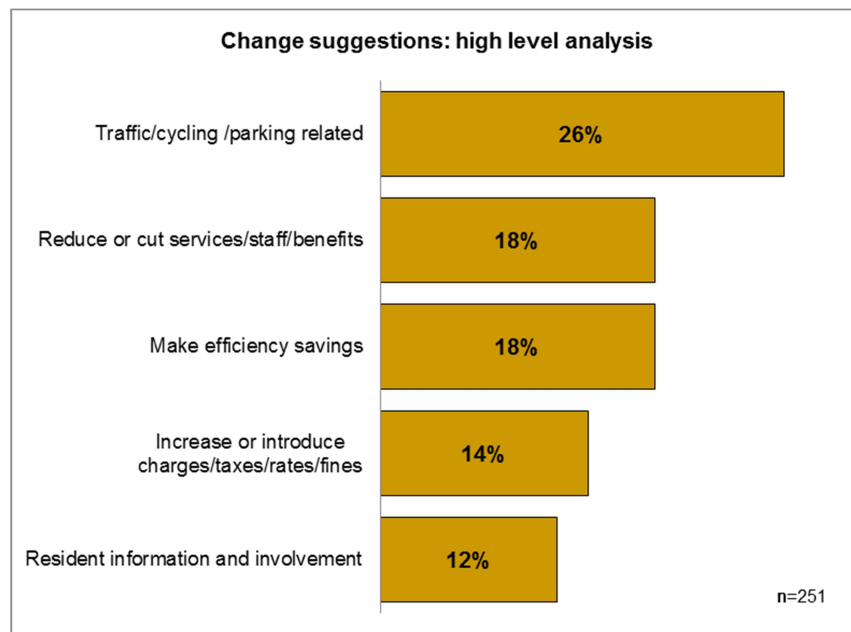 Change suggestions: high level analysis
Traffic/cycling /parking related
26%
Reduce or cut services/staff/benefits
18%
Make efficiency savings
18%
Increase or introduce
charges/taxes/rates/fines
14%
Resident information and involvement
12%
n=251